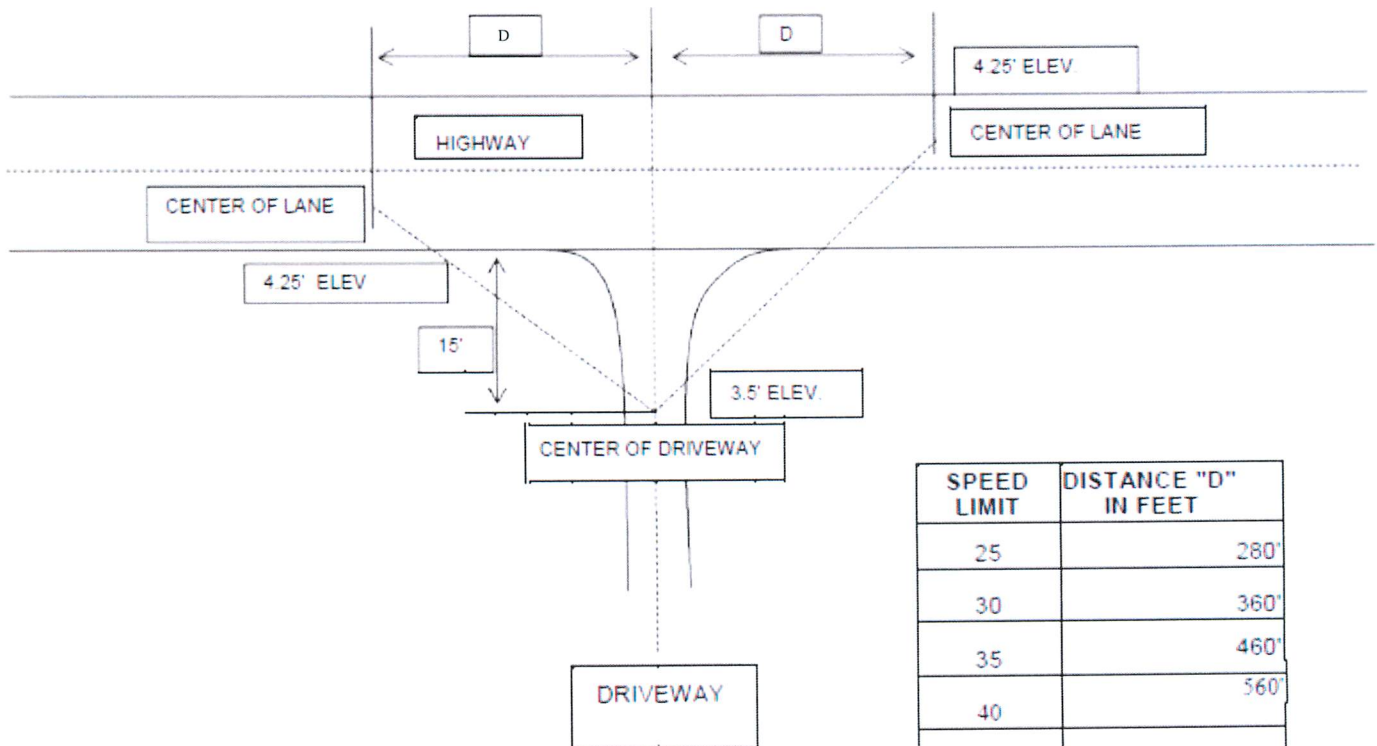 D
D
4.25' ELEV.
HIGHWAY
CENTER OF LANE
CENTER OF LANE
4.25' ELEV
15'
3.5' ELEV.
CENTER OF DRIVEWAY
SPEED LIMIT
DISTANCE "D" IN FEET
25 280"
30 360"
35 460"
40 560"
DRIVEWAY